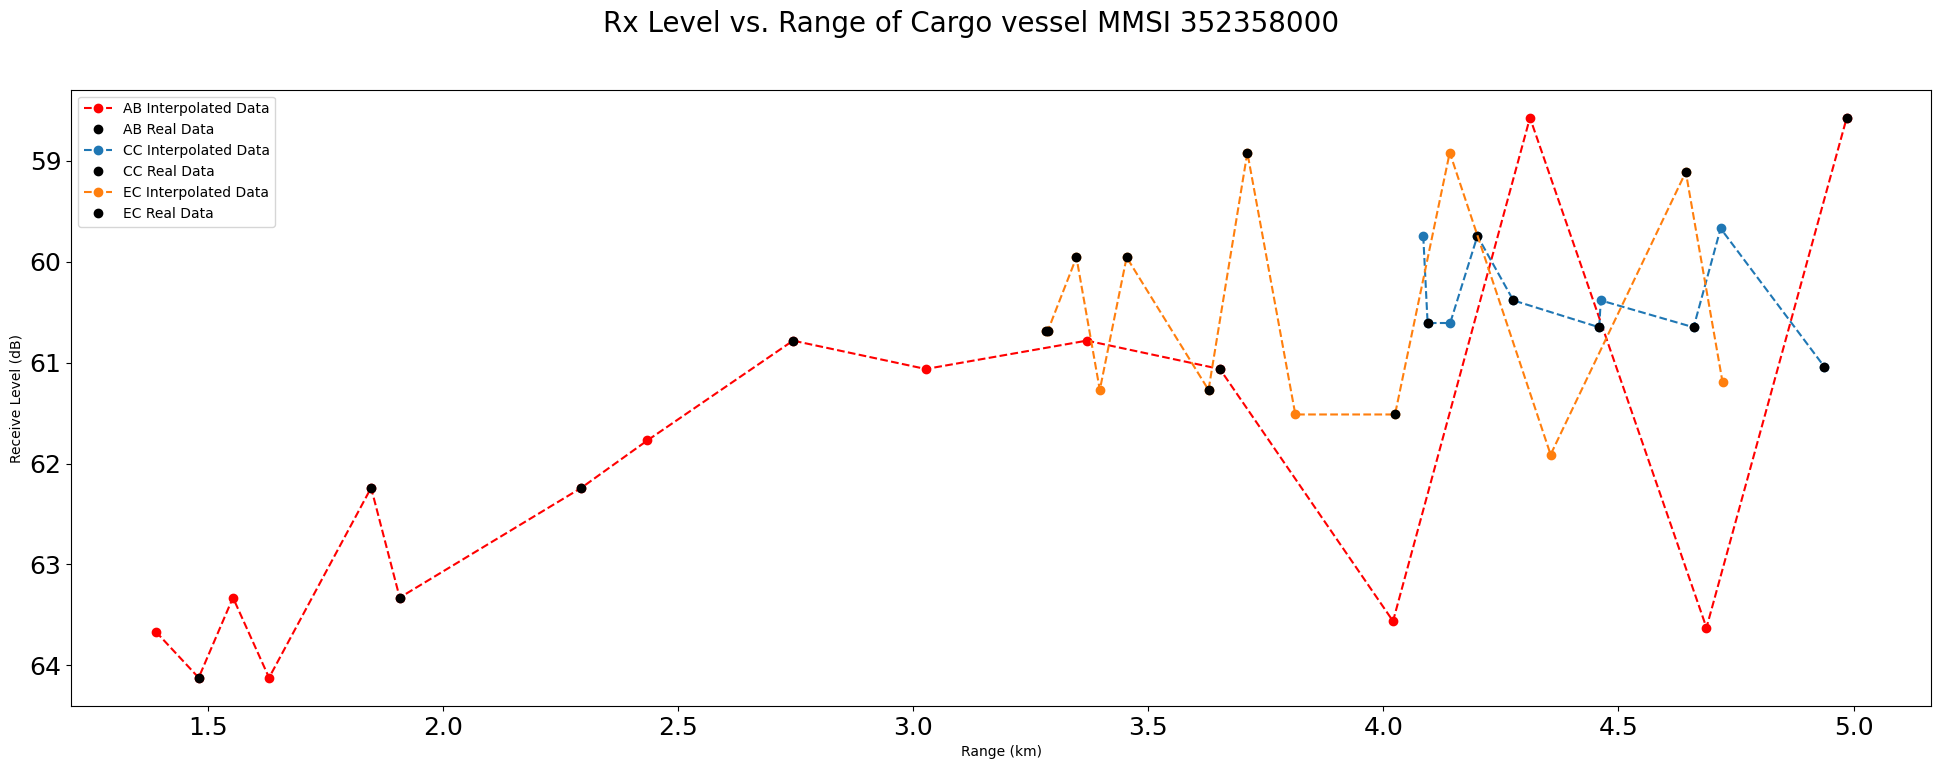 Rx Level vs. Range of Cargo vessel MMSI 352358000
AB Interpolated Data
AB Real Data
CC Interpolated Data
CC Real Data
EC Interpolated Data
EC Real Data
59
60
61
62
63
64
Receive Level (dB)
1.5 2.0 2.5 3.0 3.5 4.0 4.5 5.0
Range (km)